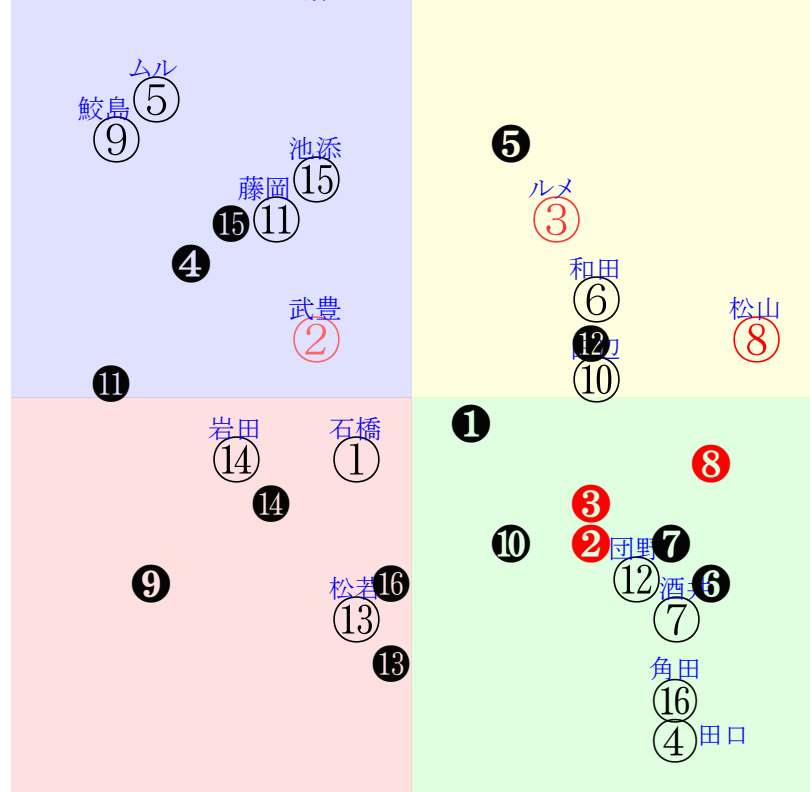 ムル
⑤
鮫島
⑨
❺
池添
⑮
藤岡
⑪
⓯
ルメ
③
❹
和田
⑥
武豊
②
松山
⑧
⓬
⑩
⓫
❶
岩田
⑭
石橋
①
❽
⓮
❸
❿
❷
団野
⑫
❼
❾
松若
⑬
⓰
酒井
⑦
❻
⓭
角田
⑯
④
田口